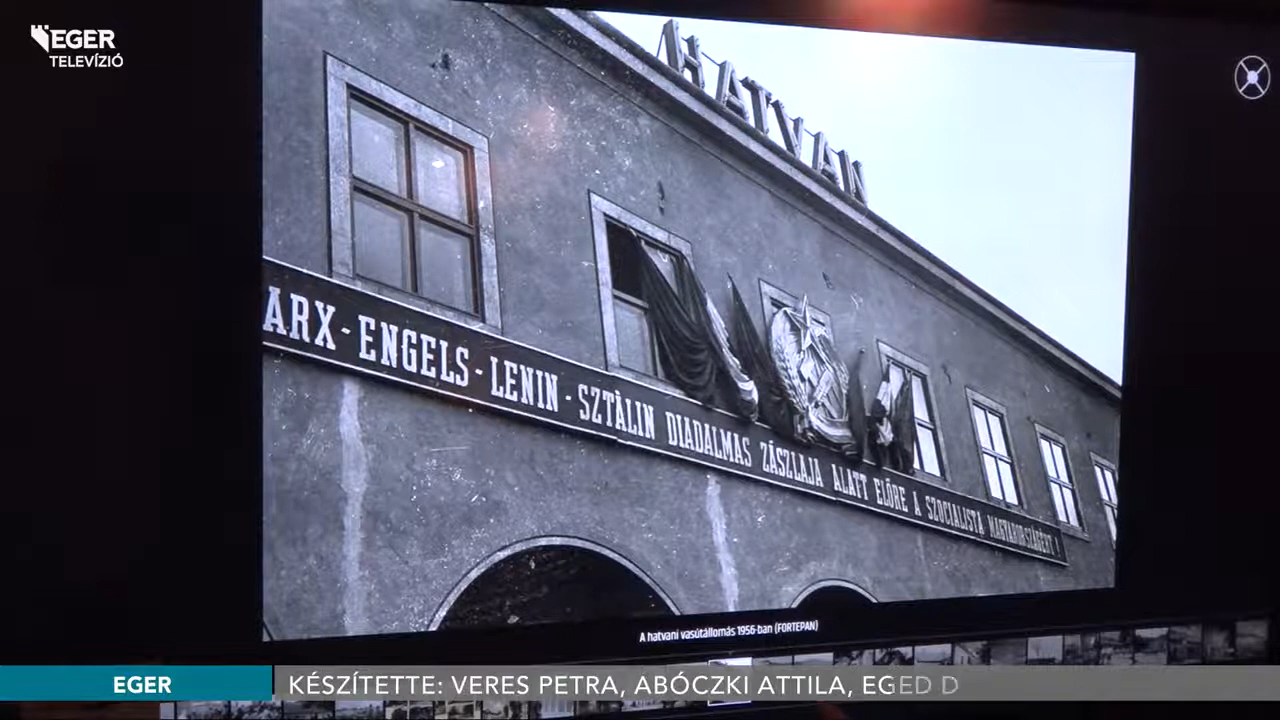 EGER
TELEVÍZIÓ
HATVAN
ARX-ENGELS-LENIN-SZTÀLIN DIADALMAS ZÁSZLAJA ALATT ELŐRE A SZOCIALISTA MAGYARORSZÁGÉRT!
A hatvani vasútállomás 1956-ban (FORTEPAN)
EGER
KÉSZÍTETTE: VERES PETRA, ABÓCZKI ATTILA, EGED D